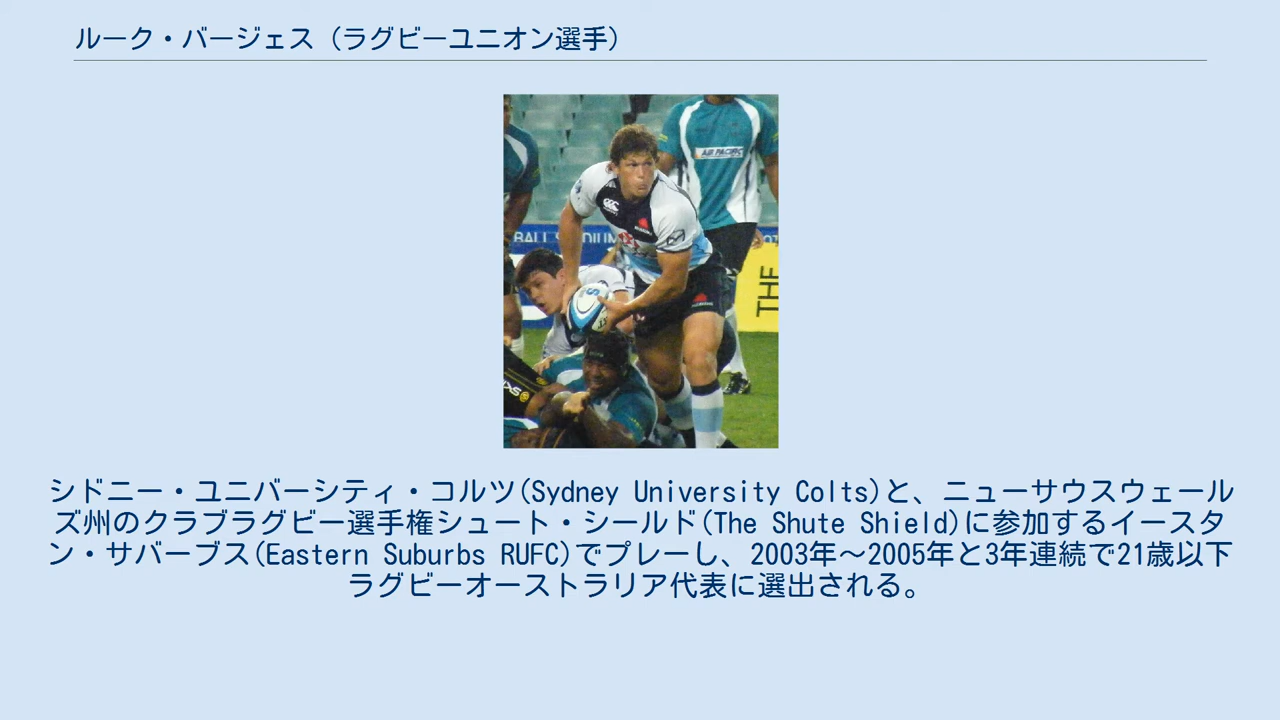 ルーク・バージェス（ラグビーユニオン選手）
AIR PACIFIC
BALL STADIUM
THE
シドニー・ユニバーシティ・コルツ(Sydney University Colts)と、ニューサウスウェール
ズ州のクラブラグビー選手権シュート・シールド(The Shute Shield)に参加するイースタ
ン・サバーブス(Eastern Suburbs RUFC)でプレーし、2003年～2005年と3年連続で21歳以下
ラグビーオーストラリア代表に選出される。